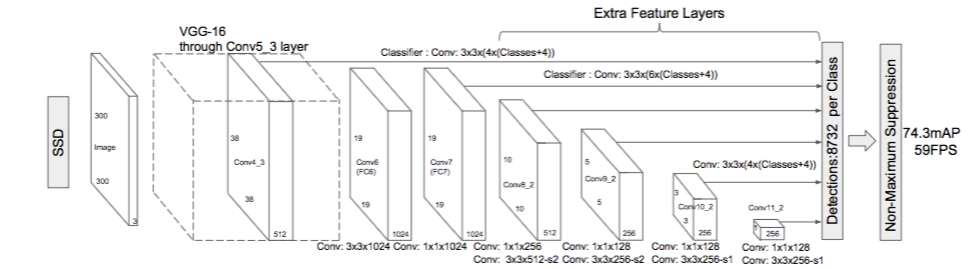 Extra Feature Layers
VGG-16
through Conv5_3 layer
Classifier : Conv: 3x3x(4x(Classes+4))
Classifier : Conv: 3x3x(6x(Classes+4))
SSD
300
Image
300
3
38
Conv4_3
38
512
19
Conv6
(FC6)
19
1024
19
Conv7
(FC7)
19
1024
10
Conv8_2
10
512
5
Conv9_2
5
256
Conv: 3x3x(4x(Classes+4))
3
Conv10_2
3
256
Conv11_2
256
Detections:8732 per Class
Non-Maximum Suppression
74.3mAP
59FPS
Conv: 3x3x1024
Conv: 1x1x1024
Conv: 1x1x256
Conv: 3x3x512-s2
Conv: 1x1x128
Conv: 3x3x256-s2
Conv: 1x1x128
Conv: 3x3x256-s1
Conv: 1x1x128
Conv: 3x3x256-s1